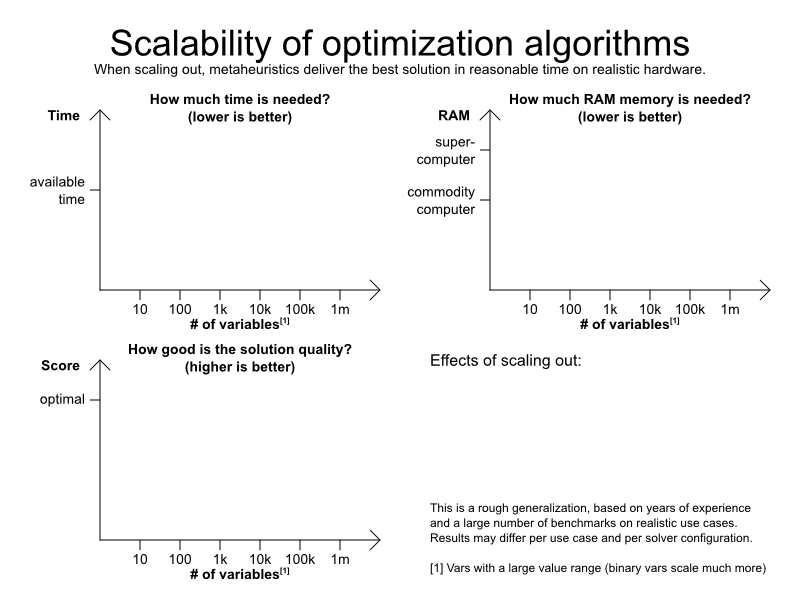 Scalability of optimization algorithms
When scaling out, metaheuristics deliver the best solution in reasonable time on realistic hardware.
How much time is needed?
(lower is better)
Time
available
time
10 100 1k 10k 100k 1m
# of variables[1]
How much RAM memory is needed?
(lower is better)
RAM
super-
computer
commodity
computer
10 100 1k 10k 100k 1m
# of variables[1]
How good is the solution quality?
(higher is better)
Score
optimal
10 100 1k 10k 100k 1m
# of variables[1]
Effects of scaling out:
This is a rough generalization, based on years of experience
and a large number of benchmarks on realistic use cases.
Results may differ per use case and per solver configuration.
[1] Vars with a large value range (binary vars scale much more)